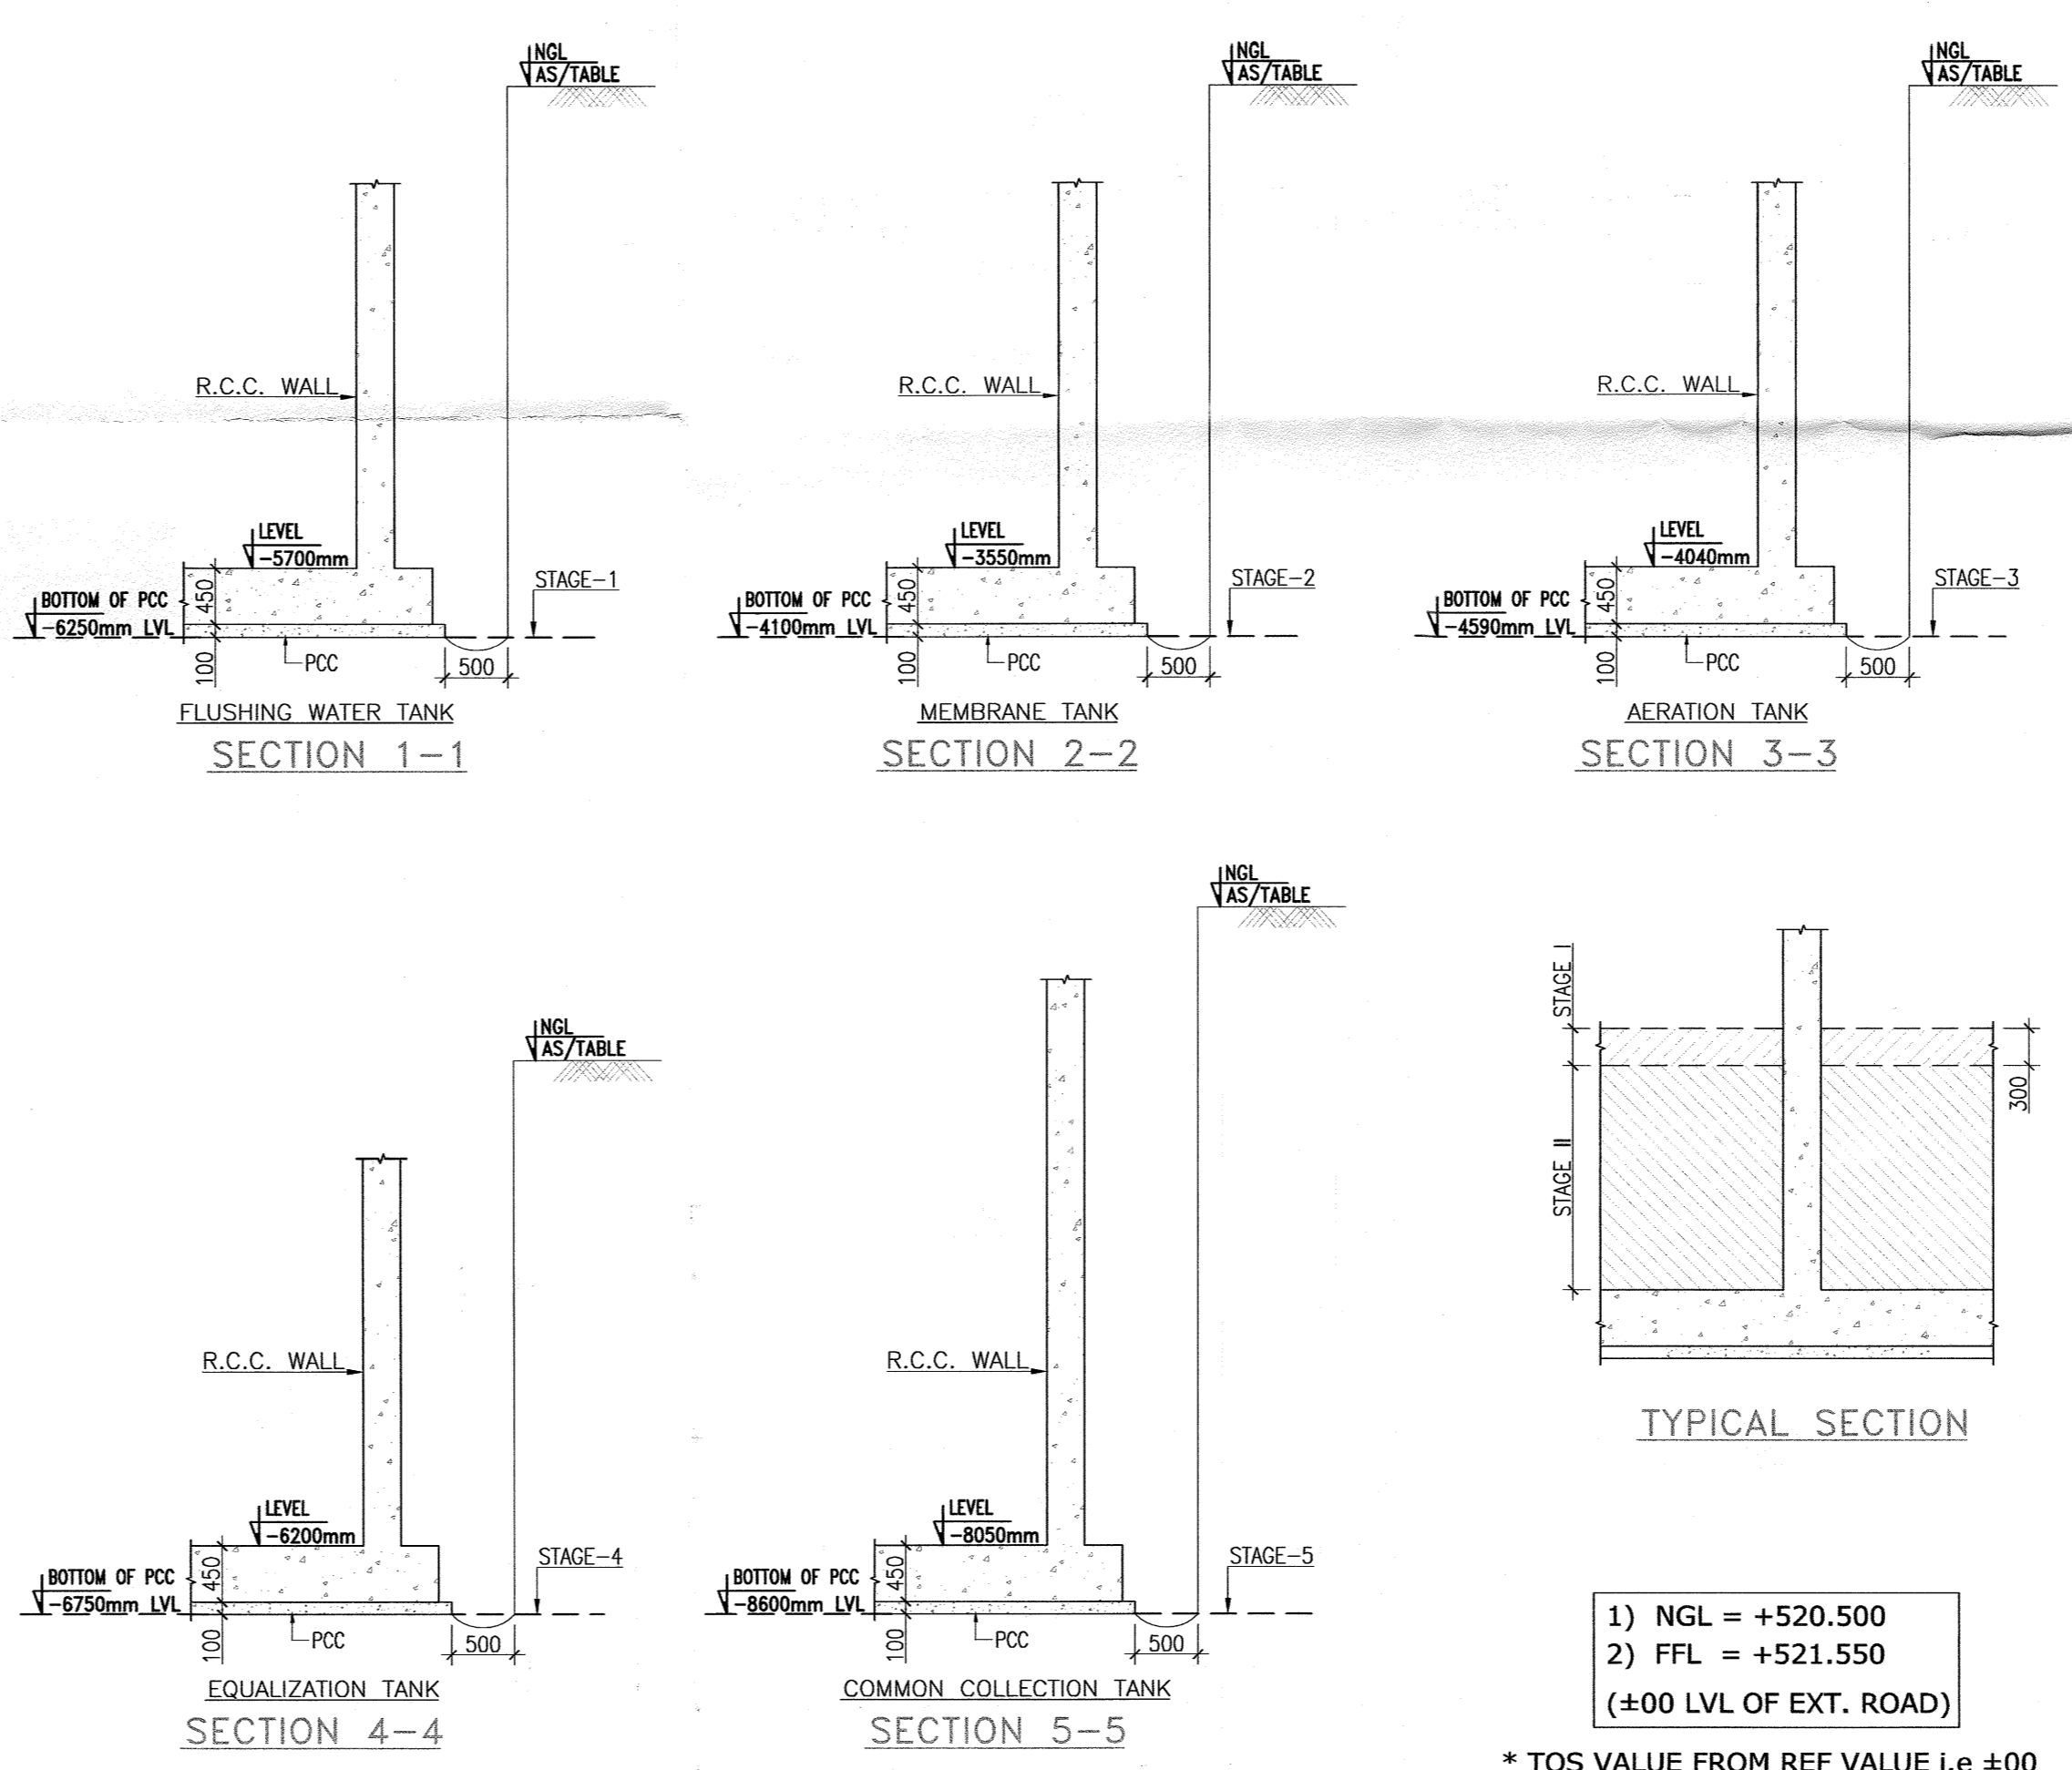 NGL
AS/TABLE
R.C.C. WALL
LEVEL
-5700mm
450
BOTTOM OF PCC
-6250mm LVL
STAGE-1
100
PCC
500
FLUSHING WATER TANK
SECTION 1-1
NGL
AS/TABLE
R.C.C. WALL
LEVEL
-3550mm
450
BOTTOM OF PCC
-4100mm LVL
STAGE-2
100
PCC
500
MEMBRANE TANK
SECTION 2-2
NGL
AS/TABLE
R.C.C. WALL
LEVEL
-4040mm
450
BOTTOM OF PCC
-4590mm LVL
STAGE-3
100
PCC
500
AERATION TANK
SECTION 3-3
NGL
AS/TABLE
R.C.C. WALL
LEVEL
-6200mm
450
BOTTOM OF PCC
-6750mm LVL
STAGE-4
100
PCC
500
EQUALIZATION TANK
SECTION 4-4
NGL
AS/TABLE
R.C.C. WALL
LEVEL
-8050mm
450
BOTTOM OF PCC
-8600mm LVL
STAGE-5
100
PCC
500
COMMON COLLECTION TANK
SECTION 5-5
STAGE I
STAGE II
300
TYPICAL SECTION
1) NGL = +520.500
2) FFL = +521.550
(±00 LVL OF EXT. ROAD)
* TOS VALUE FROM REF VALUE i.e ±00